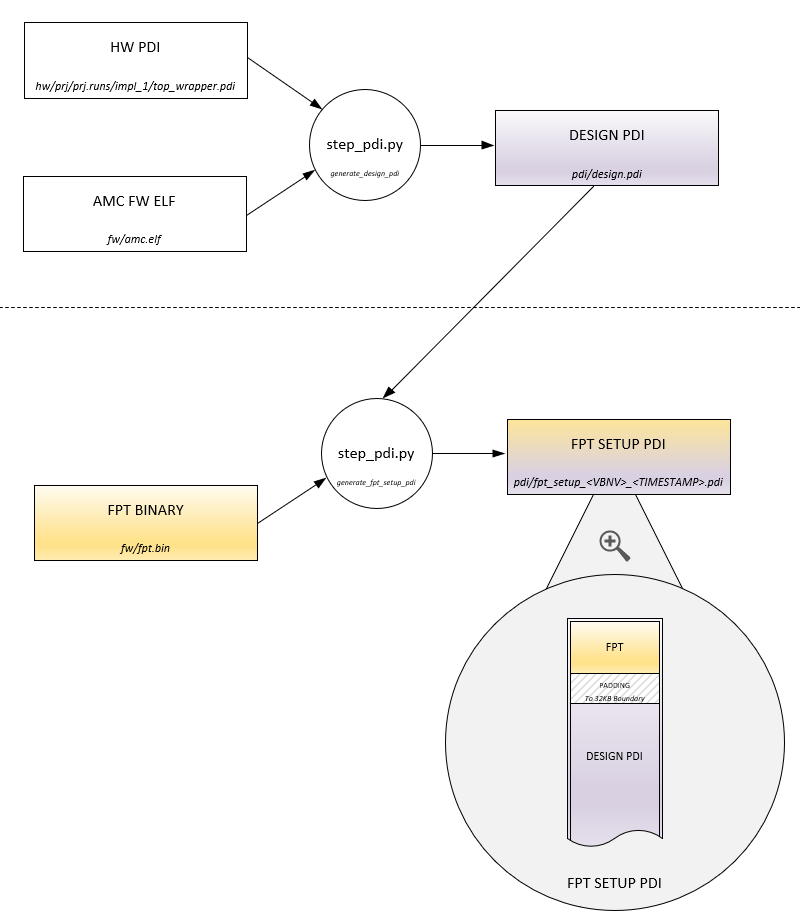 HW PDI
hw/prj/prj.runs/impl_1/top_wrapper.pdi
AMC FW ELF
fw/amc.elf
step_pdi.py
generate_design_pdi
DESIGN PDI
pdi/design.pdi
FPT BINARY
fw/fpt.bin
step_pdi.py
generate_fpt_setup_pdi
FPT SETUP PDI
pdi/fpt_setup_<VBNV>_<TIMESTAMP>.pdi
FPT
PADDING
To 32KB Boundary
DESIGN PDI
FPT SETUP PDI